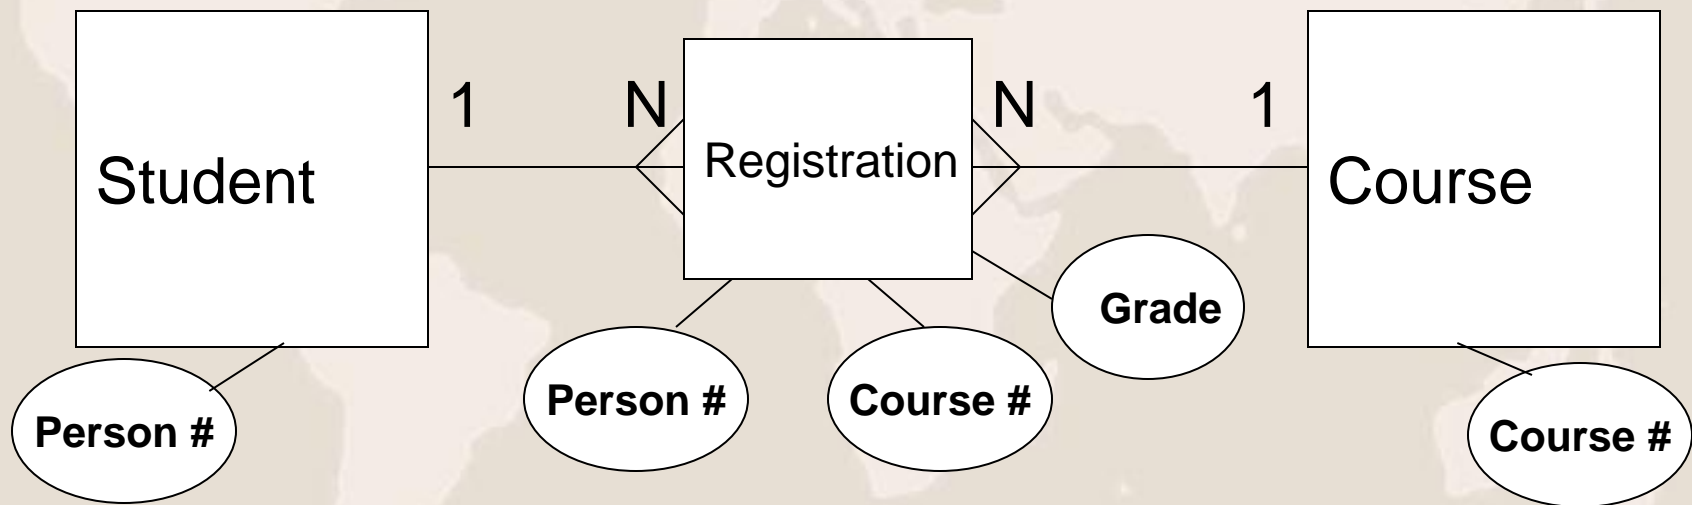 1
N
N
1
Student
Registration
Course
Grade
Person #
Person #
Course #
Course #